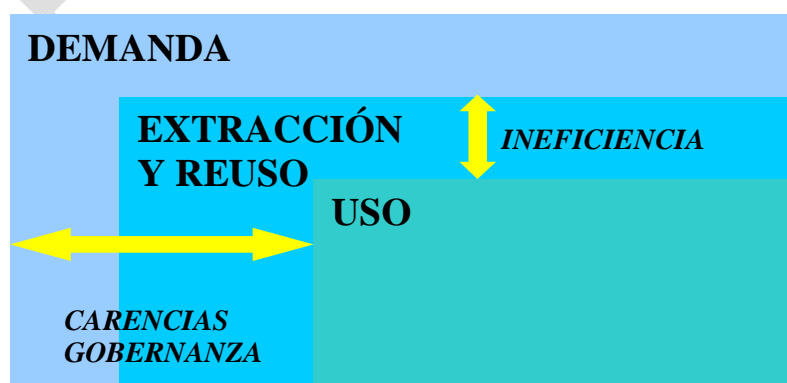 DEMANDA
EXTRACCIÓN
Y REUSO
INEFICIENCIA
USO
CARENCIAS
GOBERNANZA